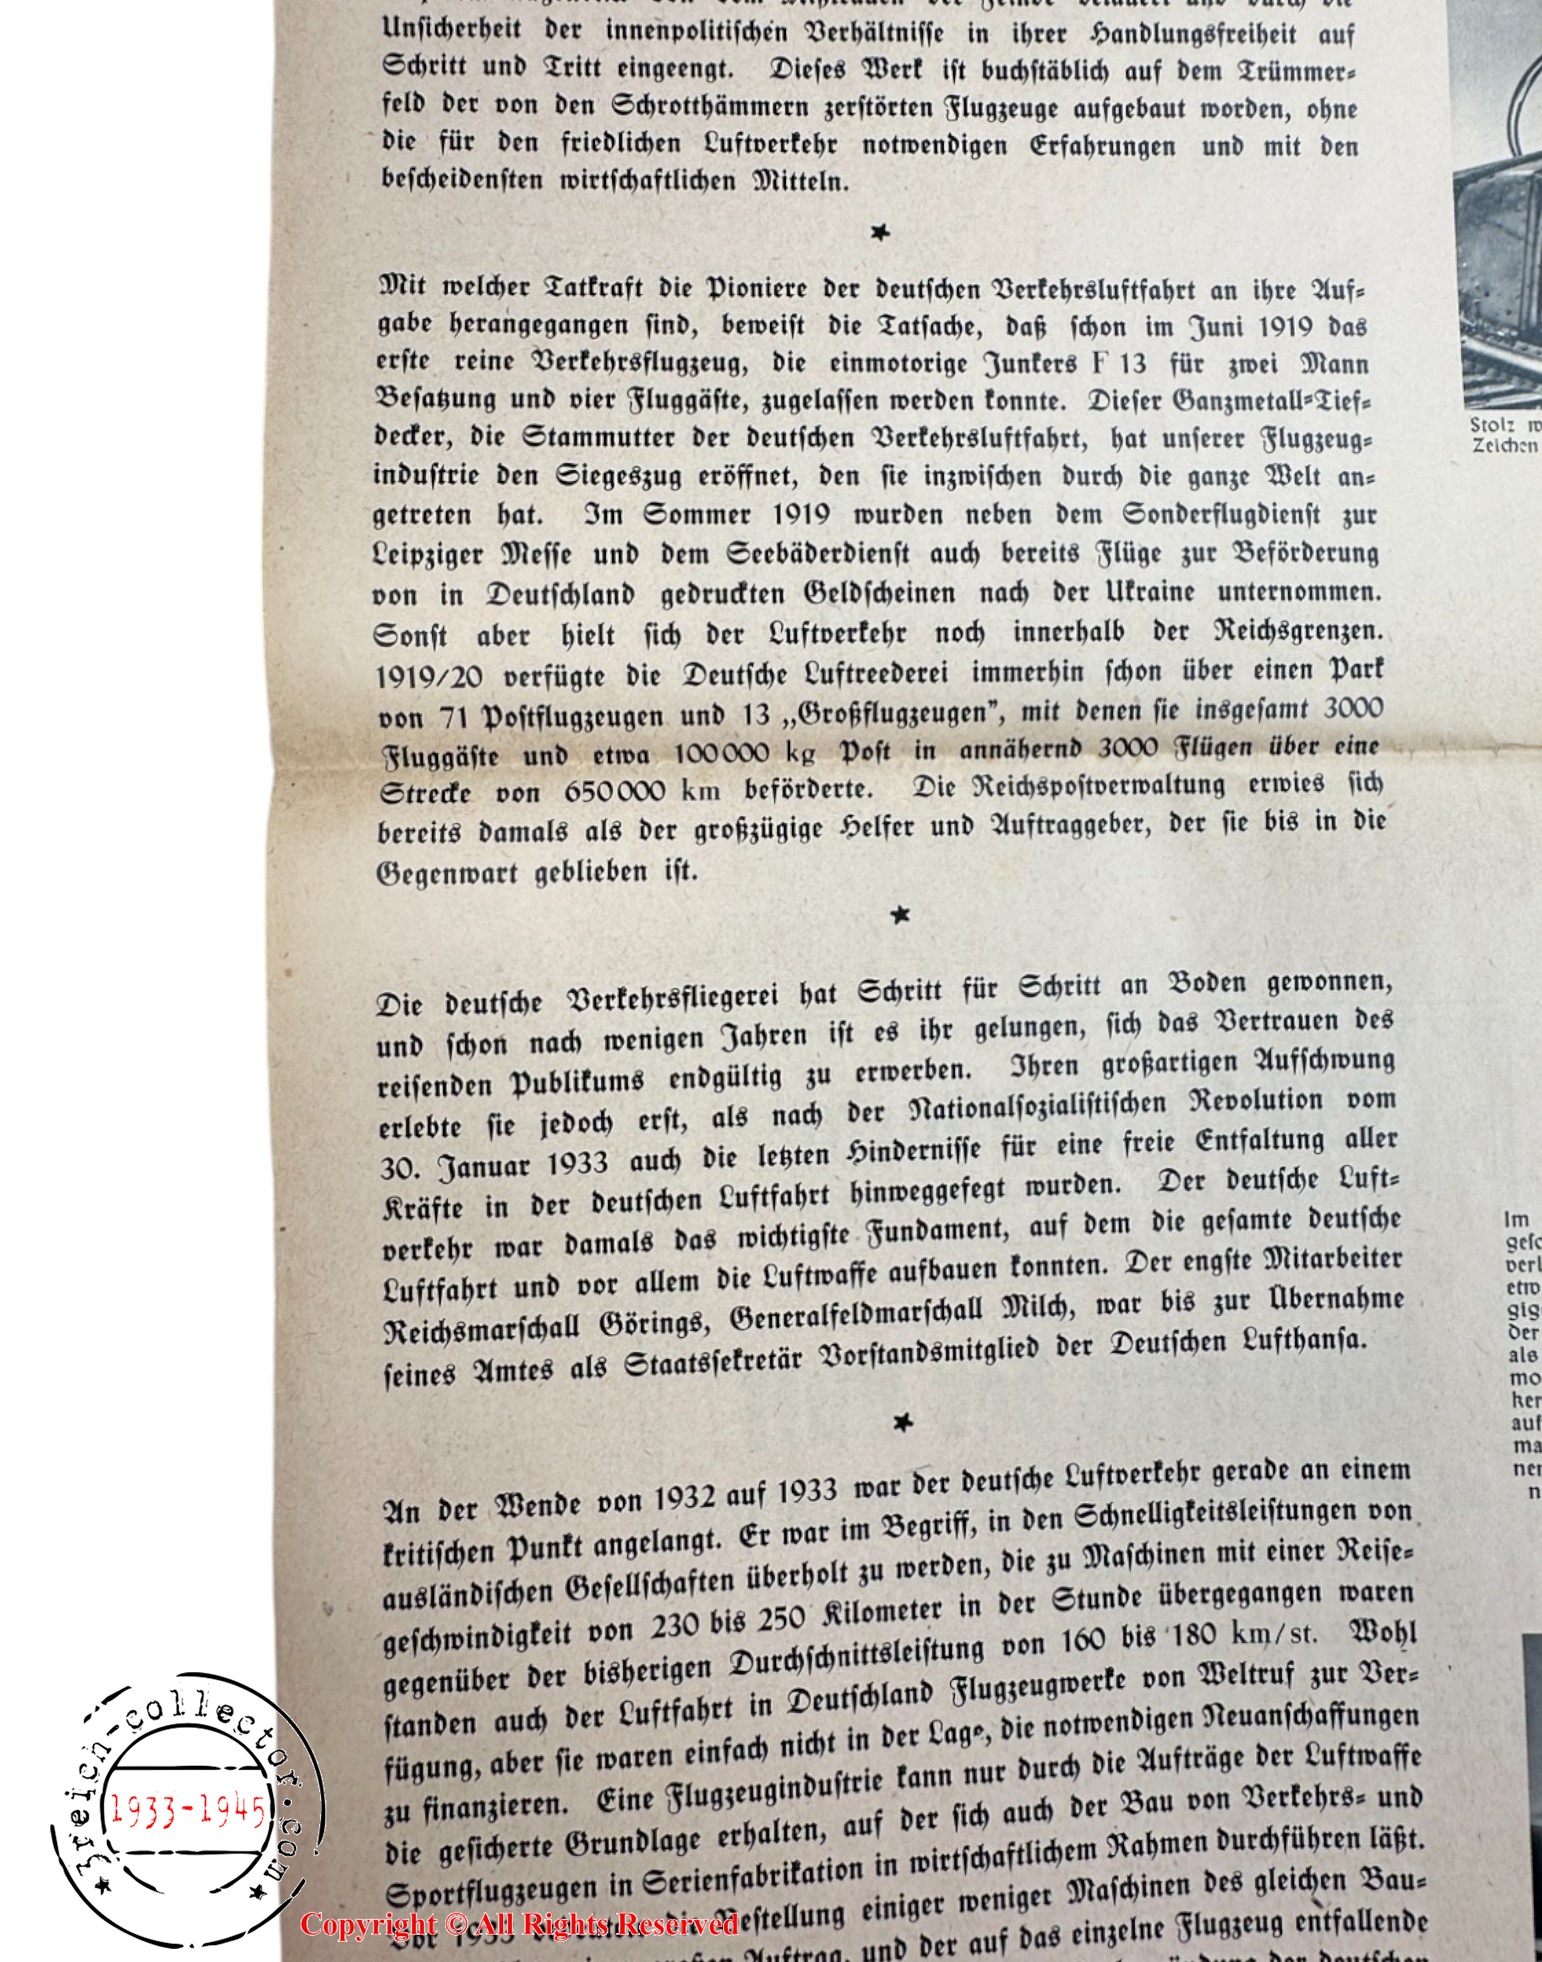 Unsicherheit der innenpolitischen Verhältnisse in ihrer Handlungsfreiheit auf
Schritt und Tritt eingeengt. Dieses Werk ist buchstäblich auf dem Trümmer-
feld der von den Schrotthämmern zerstörten Flugzeuge aufgebaut worden, ohne
die für den friedlichen Luftverkehr notwendigen Erfahrungen und mit den
bescheidensten wirtschaftlichen Mitteln.
Mit welcher Tatkraft die Pioniere der deutschen Verkehrsluftfahrt an ihre Auf-
gabe herangegangen sind, beweist die Tatsache, daß schon im Juni 1919 das
erste reine Verkehrsflugzeug, die einmotorige Junkers F 13 für zwei Mann
Besatzung und vier Fluggäste, zugelassen werden konnte. Dieser Ganzmetall-Tief-
decker, die Stammutter der deutschen Verkehrsluftfahrt, hat unserer Flugzeug-
industrie den Siegeszug eröffnet, den sie inzwischen durch die ganze Welt an-
getreten hat. Im Sommer 1919 wurden neben dem Sonderflugdienst zur
Leipziger Messe und dem Seebäderdienst auch bereits Flüge zur Beförderung
von in Deutschland gedruckten Geldscheinen nach der Ukraine unternommen.
Sonst aber hielt sich der Luftverkehr noch innerhalb der Reichsgrenzen.
1919/20 verfügte die Deutsche Luftreederei immerhin schon über einen Park
von 71 Postflugzeugen und 13 „Großflugzeugen", mit denen sie insgesamt 3000
Fluggäste und etwa 100 000 kg Post in annähernd 3000 Flügen über eine
Strecke von 650 000 km beförderte. Die Reichspostverwaltung erwies sich
bereits damals als der großzügige Helfer und Auftraggeber, der sie bis in die
Gegenwart geblieben ist.
Die deutsche Verkehrsfliegerei hat Schritt für Schritt an Boden gewonnen,
und schon nach wenigen Jahren ist es ihr gelungen, sich das Vertrauen des
reisenden Publikums endgültig zu erwerben. Ihren großartigen Aufschwung
erlebte sie jedoch erst, als nach der Nationalsozialistischen Revolution vom
30. Januar 1933 auch die letzten Hindernisse für eine freie Entfaltung aller
Kräfte in der deutschen Luftfahrt hinweggefegt wurden. Der deutsche Luft-
verkehr war damals das wichtigste Fundament, auf dem die gesamte deutsche
Luftfahrt und vor allem die Luftwaffe aufbauen konnten. Der engste Mitarbeiter
Reichsmarschall Görings, Generalfeldmarschall Milch, war bis zur Übernahme
seines Amtes als Staatssekretär Vorstandsmitglied der Deutschen Lufthansa.
An der Wende von 1932 auf 1933 war der deutsche Luftverkehr gerade an einem
kritischen Punkt angelangt. Er war im Begriff, in den Schnelligkeitsleistungen von
ausländischen Gesellschaften überholt zu werden, die zu Maschinen mit einer Reise-
geschwindigkeit von 230 bis 250 Kilometer in der Stunde übergegangen waren
gegenüber der bisherigen Durchschnittsleistung von 160 bis 180 km/st. Wohl
standen auch der Luftfahrt in Deutschland Flugzeugwerke von Weltruf zur Ver-
fügung, aber sie waren einfach nicht in der Lage, die notwendigen Neuanschaffungen
zu finanzieren. Eine Flugzeugindustrie kann nur durch die Aufträge der Luftwaffe
die gesicherte Grundlage erhalten, auf der sich auch der Bau von Verkehrs- und
Sportflugzeugen in Serienfabrikation in wirtschaftlichem Rahmen durchführen läßt.
Vor 1933 die Bestellung einiger weniger Maschinen des gleichen Bau-
Auftrag, und der auf das einzelne Flugzeug entfallende
der deutschen
Stolz
Zeichen
Im
etw
gig
der
als
mo
ker
auf
ma
nen
n
3reich-collector.com
1933-1945
Copyright © All Rights Reserved